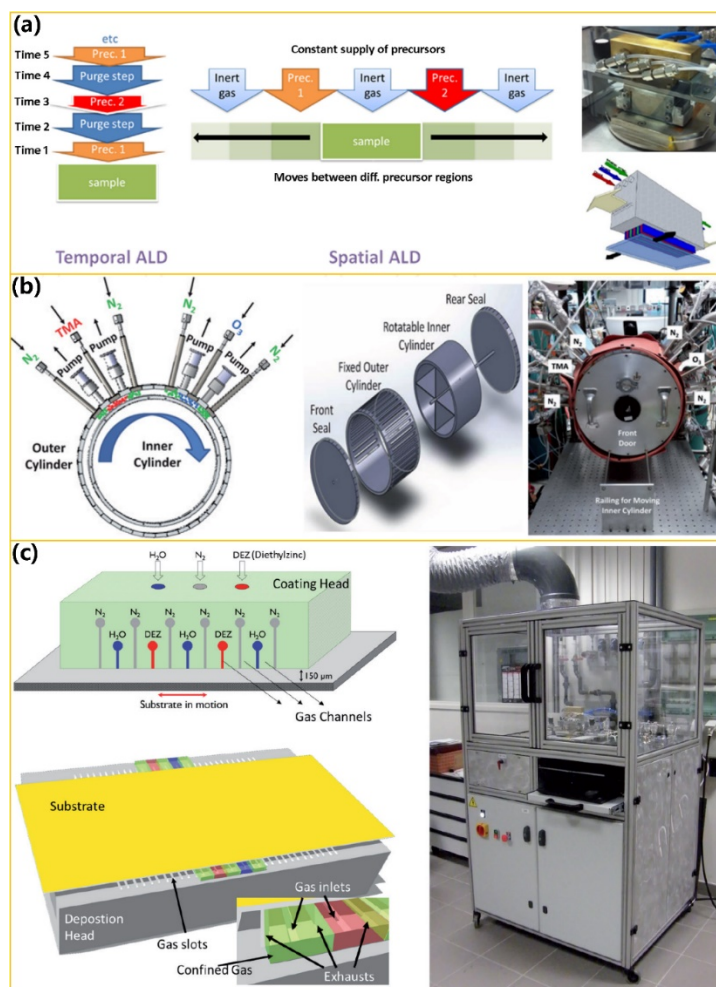 (a)
etc
Time 5
Prec. 1
Time 4
Purge step
Time 3
Prec. 2
Time 2
Purge step
Time 1
Prec. 1
sample
Temporal ALD
Constant supply of precursors
Inert gas
Prec. 1
Inert gas
Prec. 2
Inert gas
sample
Moves between diff. precursor regions
Spatial ALD
(b)
N₂
TMA
N₂
N₂
O₃
N₂
Pump
Pump
Pump
Pump
Outer Cylinder
Inner Cylinder
Rear Seal
Rotatable Inner Cylinder
Fixed Outer Cylinder
Front Seal
N₂
N₂
TMA
O₃
N₂
N₂
Front Door
Railing for Moving Inner Cylinder
(c)
H₂O
N₂
DEZ (Diethylzinc)
Coating Head
N₂
N₂
N₂
N₂
N₂
N₂
H₂O
DEZ
H₂O
DEZ
H₂O
150 μm
Substrate in motion
Gas Channels
Substrate
Depostion Head
Gas slots
Confined Gas
Gas inlets
Exhausts